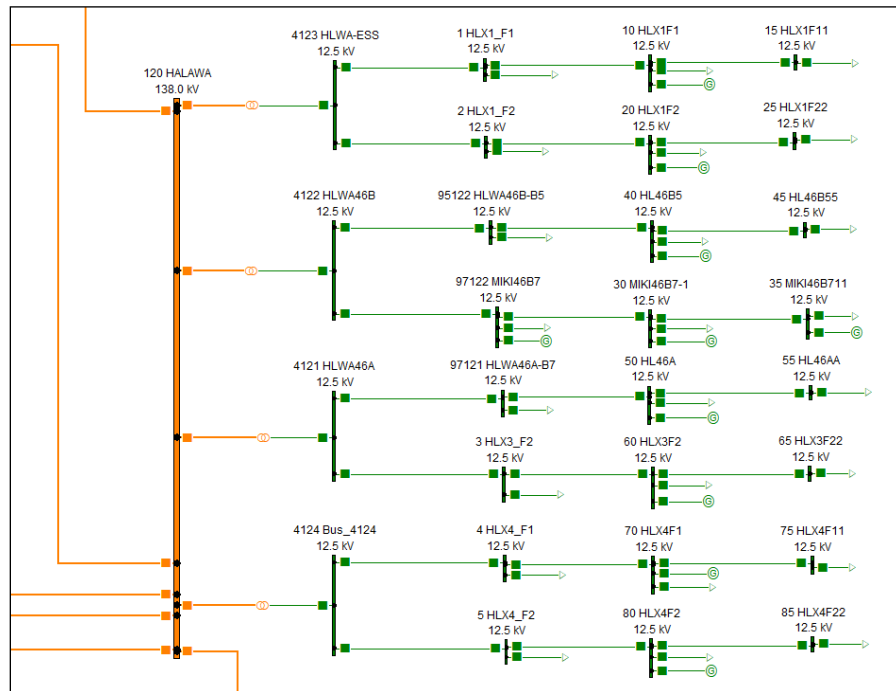 120 HALAWA
138.0 kV
4123 HLWA-ESS
12.5 kV
1 HLX1_F1
12.5 kV
10 HLX1F1
12.5 kV
15 HLX1F11
12.5 kV
G
2 HLX1_F2
12.5 kV
20 HLX1F2
12.5 kV
25 HLX1F22
12.5 kV
G
4122 HLWA46B
12.5 kV
95122 HLWA46B-B5
12.5 kV
40 HL46B5
12.5 kV
45 HL46B55
12.5 kV
G
97122 MIKI46B7
12.5 kV
30 MIKI46B7-1
12.5 kV
35 MIKI46B711
12.5 kV
G
G
G
4121 HLWA46A
12.5 kV
97121 HLWA46A-B7
12.5 kV
50 HL46A
12.5 kV
55 HL46AA
12.5 kV
G
3 HLX3_F2
12.5 kV
60 HLX3F2
12.5 kV
65 HLX3F22
12.5 kV
G
4124 Bus_4124
12.5 kV
4 HLX4_F1
12.5 kV
70 HLX4F1
12.5 kV
75 HLX4F11
12.5 kV
G
5 HLX4_F2
12.5 kV
80 HLX4F2
12.5 kV
85 HLX4F22
12.5 kV
G